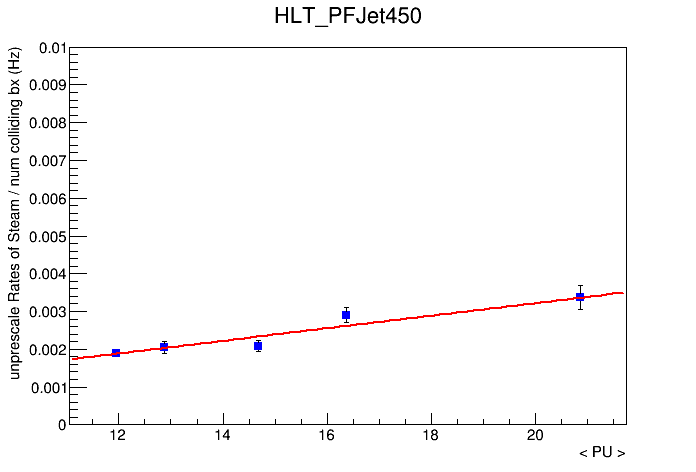 HLT_PFJet450
unprescale Rates of Steam / num colliding bx (Hz)
0.01
0.009
0.008
0.007
0.006
0.005
0.004
0.003
0.002
0.001
0
12 14 16 18 20
< PU >